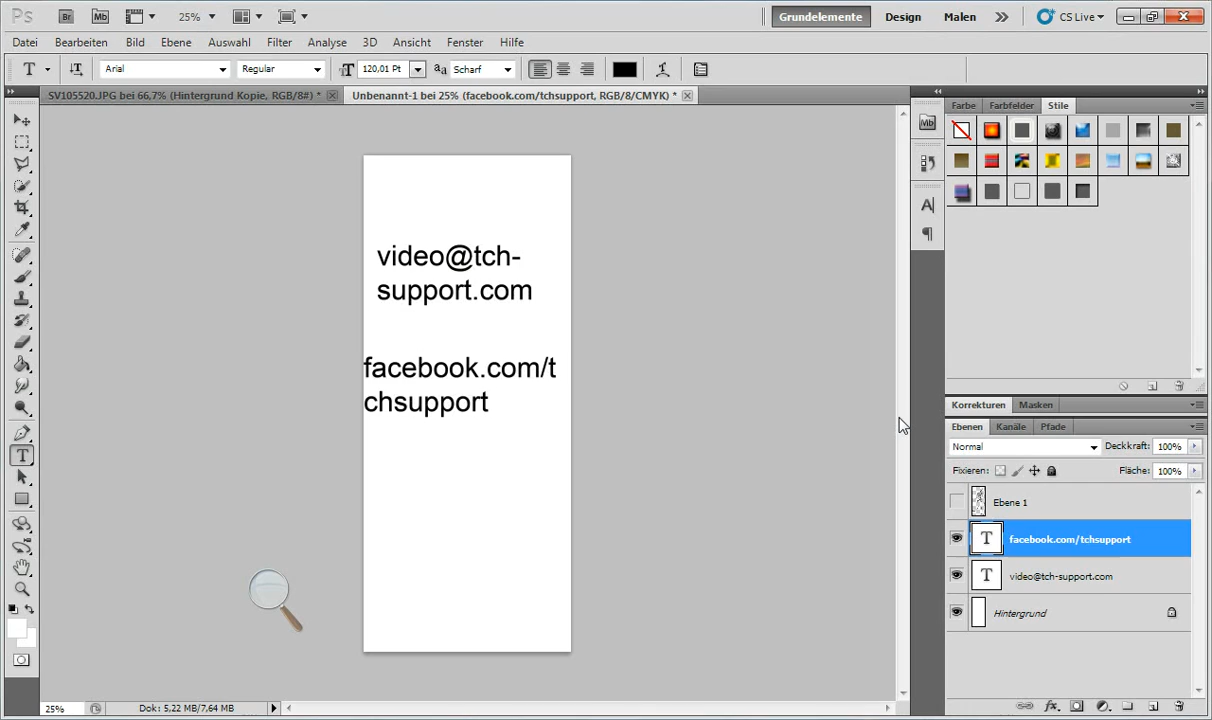 Ps Br Mb 25% Grundelemente Design Malen CS Live
Datei Bearbeiten Bild Ebene Auswahl Filter Analyse 3D Ansicht Fenster Hilfe
T Arial Regular 120,01 Pt Scharf
SV105520.JPG bei 66,7% (Hintergrund Kopie, RGB/8#) * Unbenannt-1 bei 25% (facebook.com/tchsupport, RGB/8/CMYK) *
Farbe Farbfelder Stile
Mb
video@tch-
support.com
facebook.com/t
chsupport
Korrekturen Masken
Ebenen Kanäle Pfade
Normal Deckkraft: 100%
Fixieren: Fläche: 100%
Ebene 1
T facebook.com/tchsupport
T video@tch-support.com
Hintergrund
25% Dok: 5,22 MB/7,64 MB